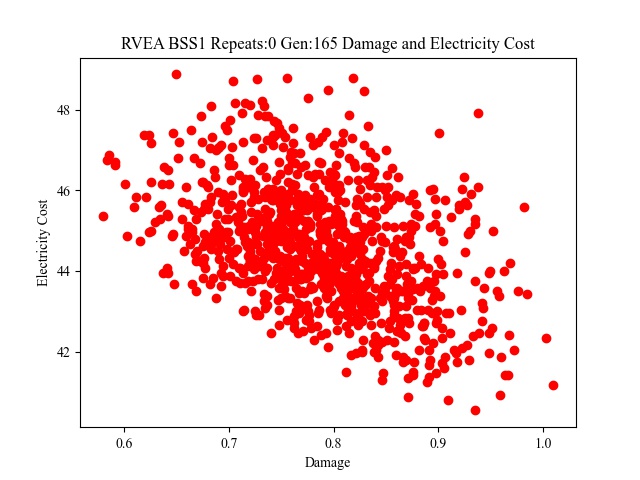 RVEA BSS1 Repeats:0 Gen:165 Damage and Electricity Cost
48
46
44
42
Electricity Cost
0.6 0.7 0.8 0.9 1.0
Damage